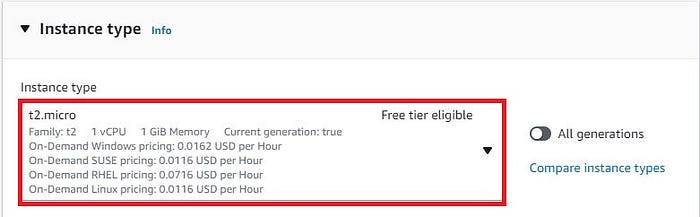 Instance type Info
Instance type
t2.micro Free tier eligible
Family: t2 1 vCPU 1 GiB Memory Current generation: true
On-Demand Windows pricing: 0.0162 USD per Hour
On-Demand SUSE pricing: 0.0116 USD per Hour
On-Demand RHEL pricing: 0.0716 USD per Hour
On-Demand Linux pricing: 0.0116 USD per Hour
All generations
Compare instance types